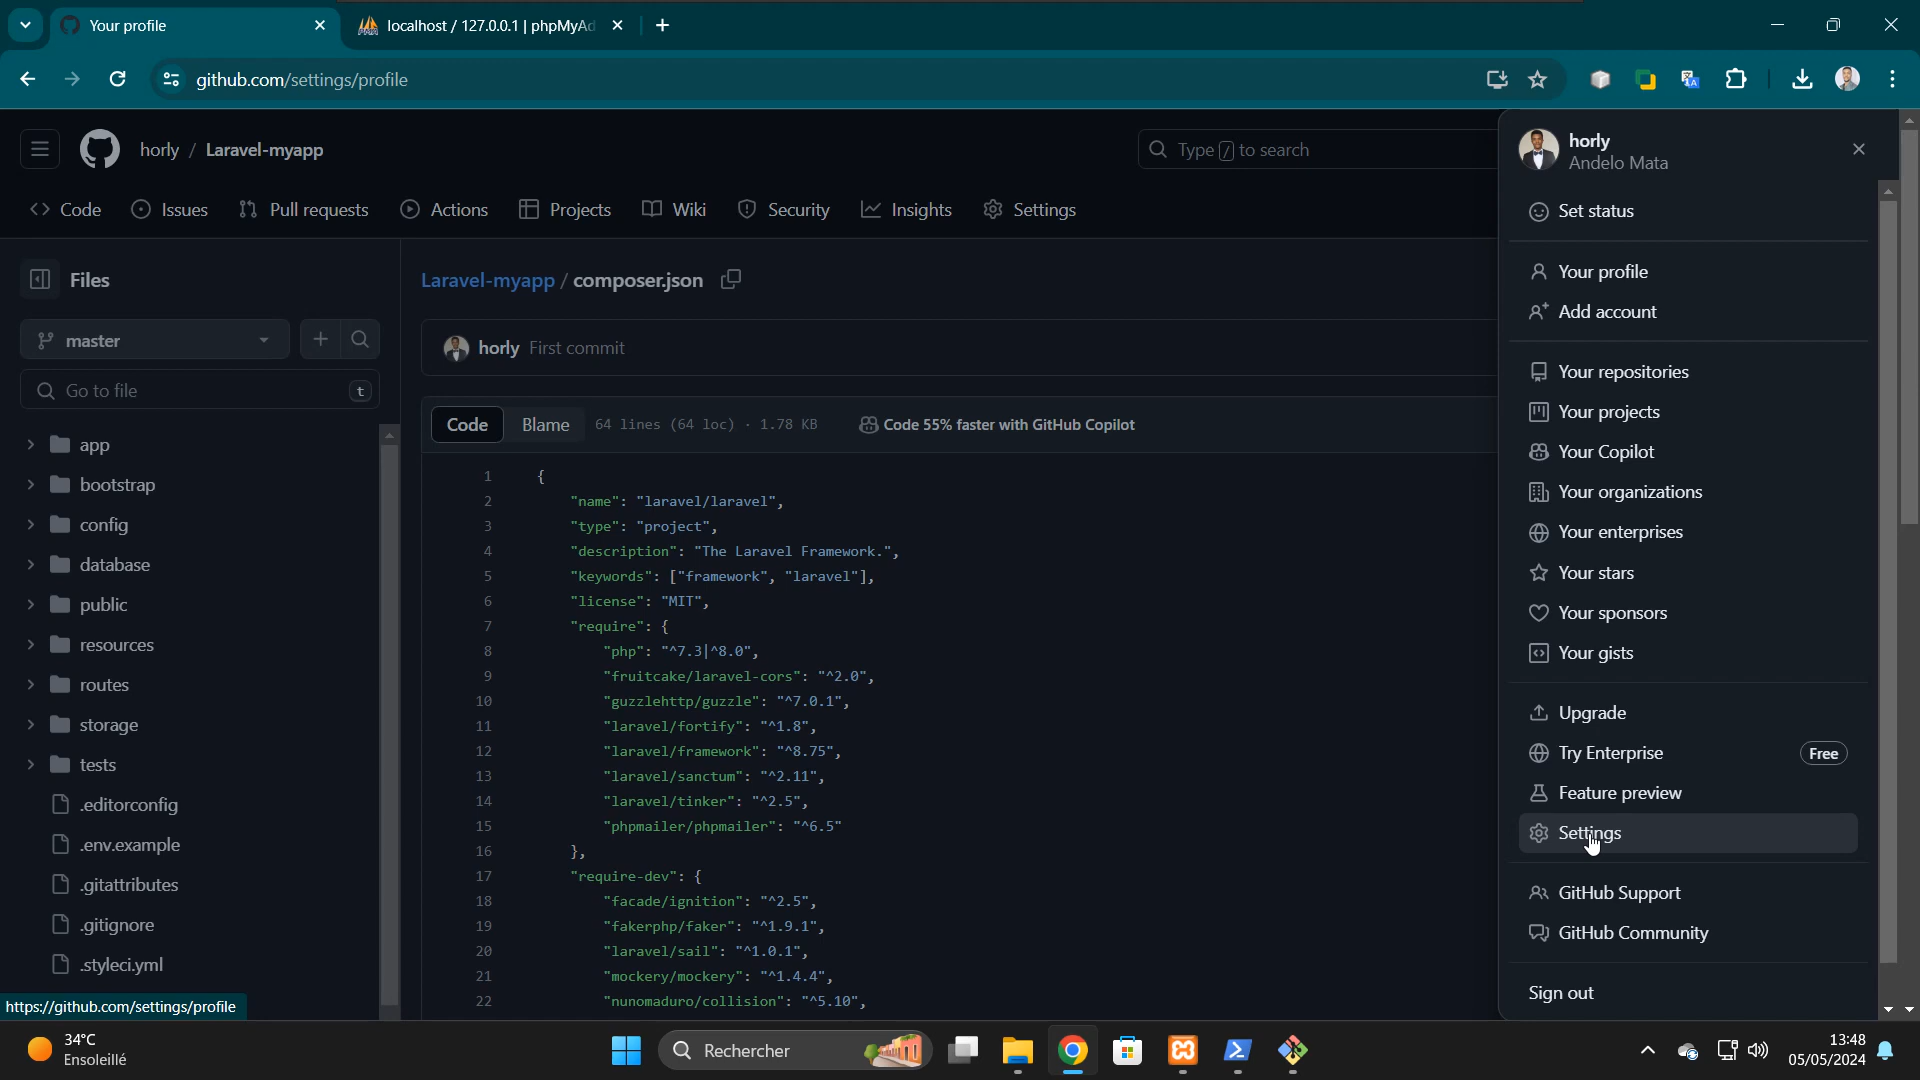 Your profile
localhost / 127.0.0.1 | phpMyAd
github.com/settings/profile
horly / Laravel-myapp
Type / to search
Code Issues Pull requests Actions Projects Wiki Security Insights Settings
Files
master
Go to file t
app
bootstrap
config
database
public
resources
routes
storage
tests
.editorconfig
.env.example
.gitattributes
.gitignore
.styleci.yml
https://github.com/settings/profile
Laravel-myapp / composer.json
horly First commit
Code Blame 64 lines (64 loc) · 1.78 KB Code 55% faster with GitHub Copilot
1 {
2 "name": "laravel/laravel",
3 "type": "project",
4 "description": "The Laravel Framework.",
5 "keywords": ["framework", "laravel"],
6 "license": "MIT",
7 "require": {
8 "php": "^7.3|^8.0",
9 "fruitcake/laravel-cors": "^2.0",
10 "guzzlehttp/guzzle": "^7.0.1",
11 "laravel/fortify": "^1.8",
12 "laravel/framework": "^8.75",
13 "laravel/sanctum": "^2.11",
14 "laravel/tinker": "^2.5",
15 "phpmailer/phpmailer": "^6.5"
16 },
17 "require-dev": {
18 "facade/ignition": "^2.5",
19 "fakerphp/faker": "^1.9.1",
20 "laravel/sail": "^1.0.1",
21 "mockery/mockery": "^1.4.4",
22 "nunomaduro/collision": "^5.10",
horly
Andelo Mata
Set status
Your profile
Add account
Your repositories
Your projects
Your Copilot
Your organizations
Your enterprises
Your stars
Your sponsors
Your gists
Upgrade
Try Enterprise Free
Feature preview
Settings
GitHub Support
GitHub Community
Sign out
34°C
Ensoleillé
Rechercher
13:48
05/05/2024